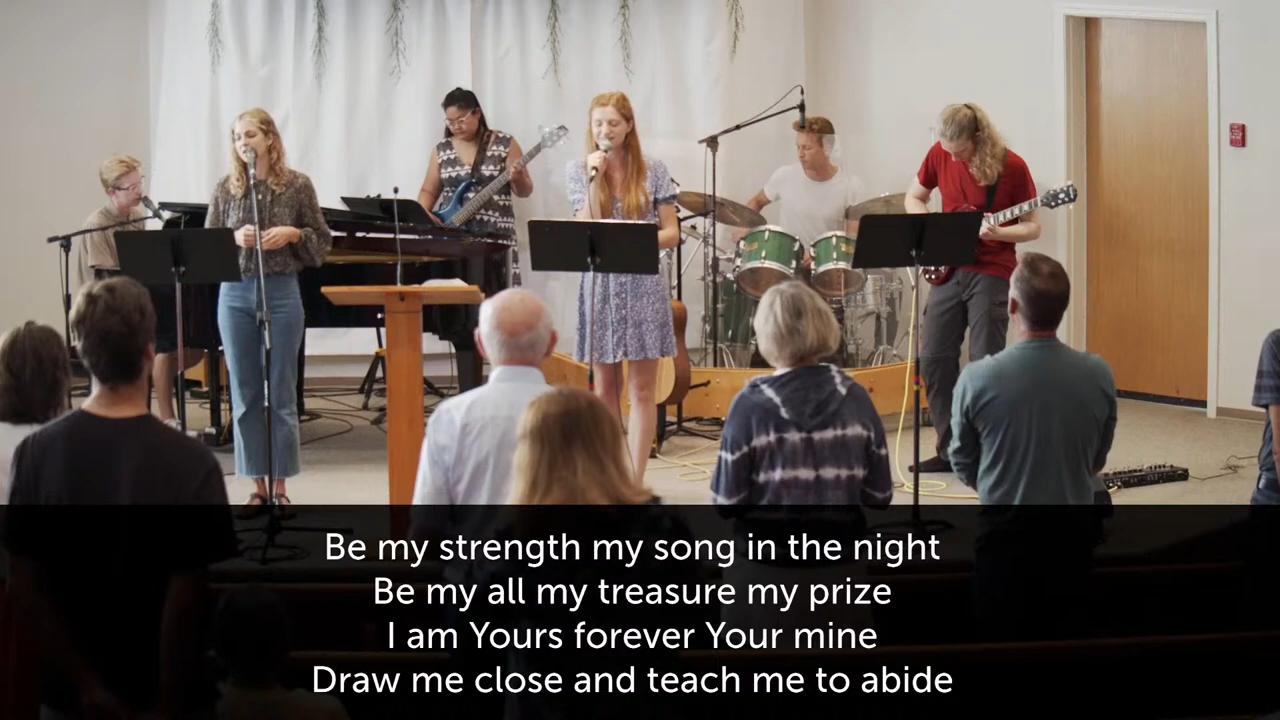 Be my strength my song in the night
Be my all my treasure my prize
I am Yours forever Your mine
Draw me close and teach me to abide